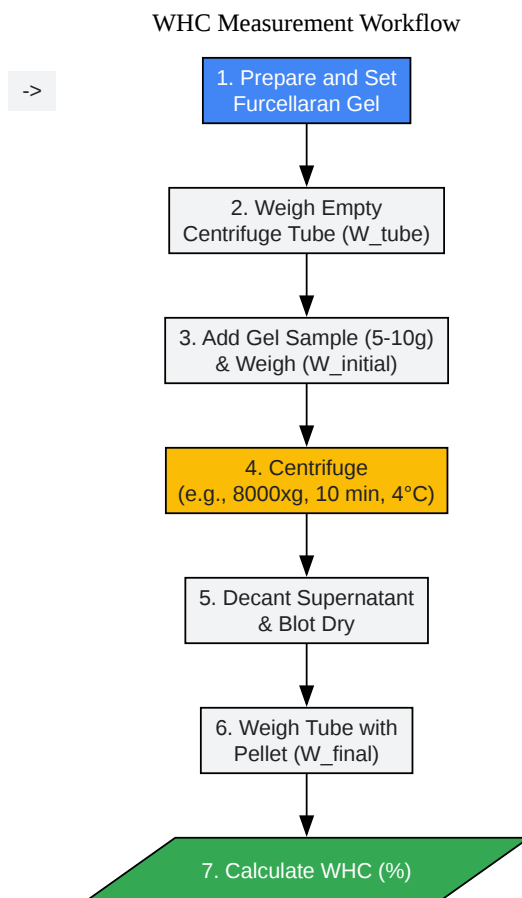 WHC Measurement Workflow
->
1. Prepare and Set
Furcellaran Gel
2. Weigh Empty
Centrifuge Tube (W_tube)
3. Add Gel Sample (5-10g)
& Weigh (W_initial)
4. Centrifuge
(e.g., 8000xg, 10 min, 4°C)
5. Decant Supernatant
& Blot Dry
6. Weigh Tube with
Pellet (W_final)
7. Calculate WHC (%)